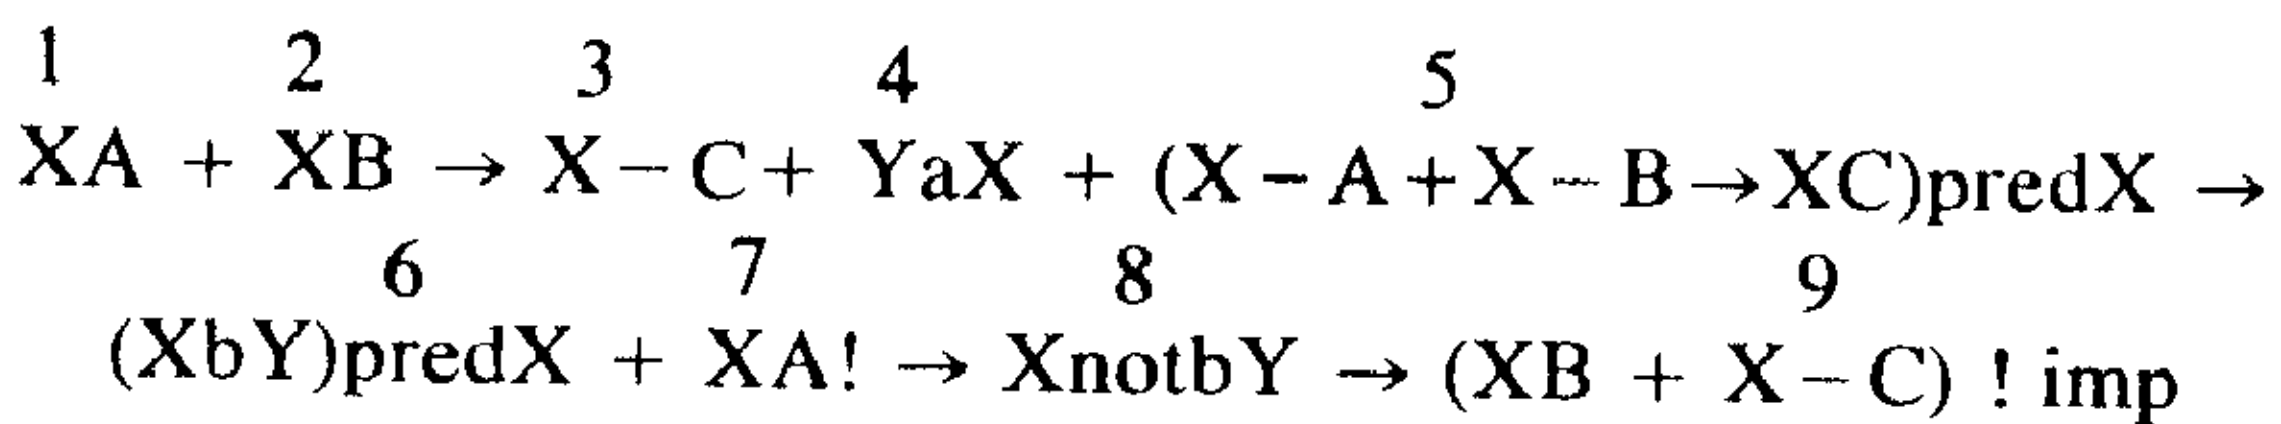 1 2 3 4 5
XA + XB → X – C + YaX + (X – A + X – B → XC)predX →
6 7 8 9
(XbY)predX + XA! → XnotbY → (XB + X – C) ! imp